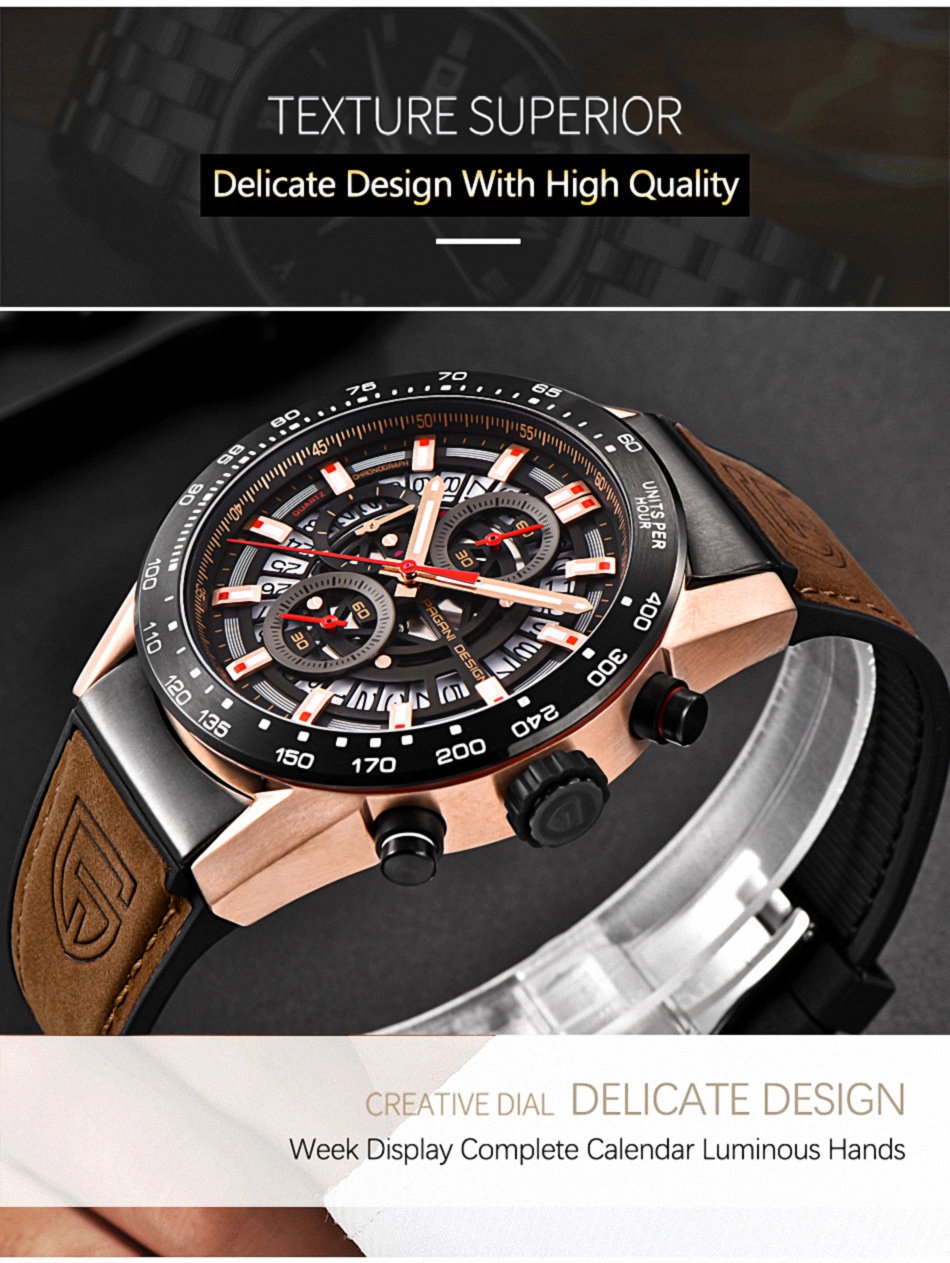 TEXTURE SUPERIOR
Delicate Design With High Quality
70
75
65
80
60
50
55
45
60
90
CHRONOGRAPH
QUARTZ
UNITS PER
HOUR
100
60
30
60
30
400
110
PAGANI DESIGN
300
120
135
240
150
170
200
CREATIVE DIAL DELICATE DESIGN
Week Display Complete Calendar Luminous Hands